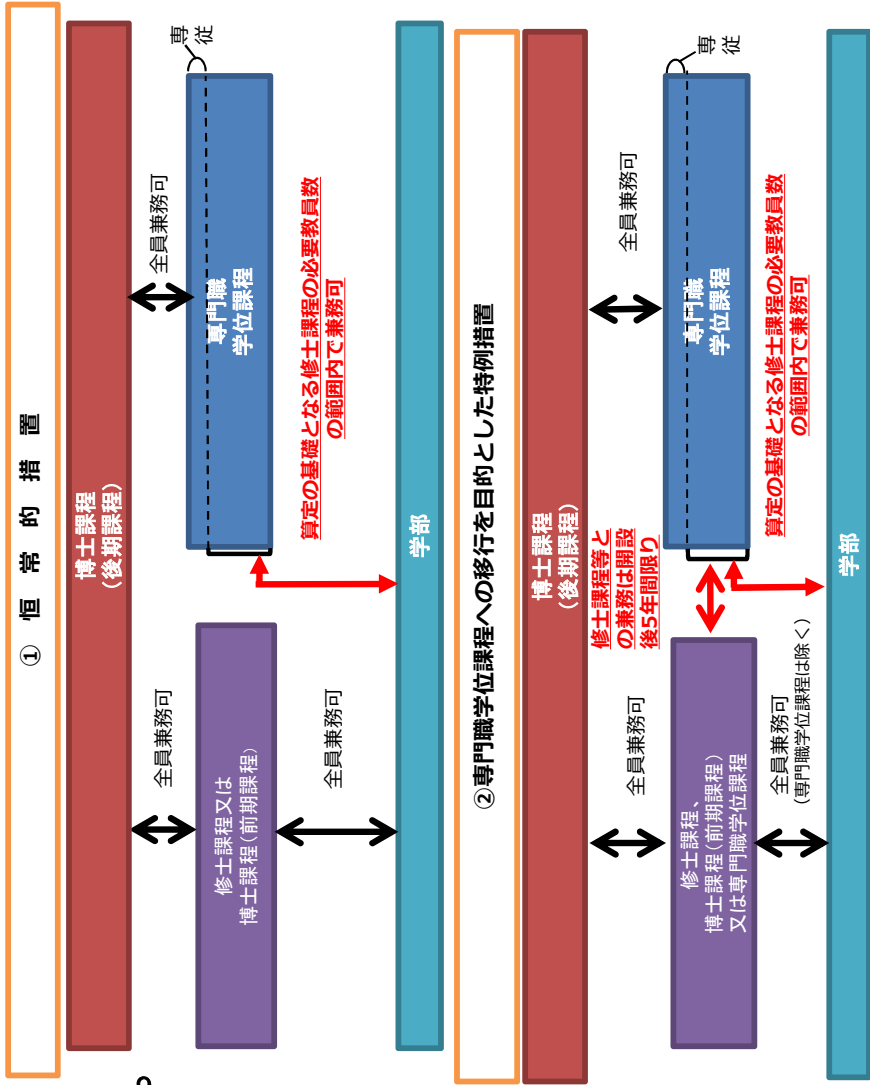 ① 恒 常 的 措 置
博士課程
（後期課程）
全員兼務可
全員兼務可
専従
修士課程又は
博士課程（前期課程）
専門職
学位課程
全員兼務可
算定の基礎となる修士課程の必要教員数
の範囲内で兼務可
学部
②専門職学位課程への移行を目的とした特例措置
博士課程
（後期課程）
修士課程等と
の兼務は開設
後5年間限り
全員兼務可
全員兼務可
専従
修士課程、
博士課程（前期課程）
又は専門職学位課程
専門職
学位課程
全員兼務可
（専門職学位課程は除く）
算定の基礎となる修士課程の必要教員数
の範囲内で兼務可
学部